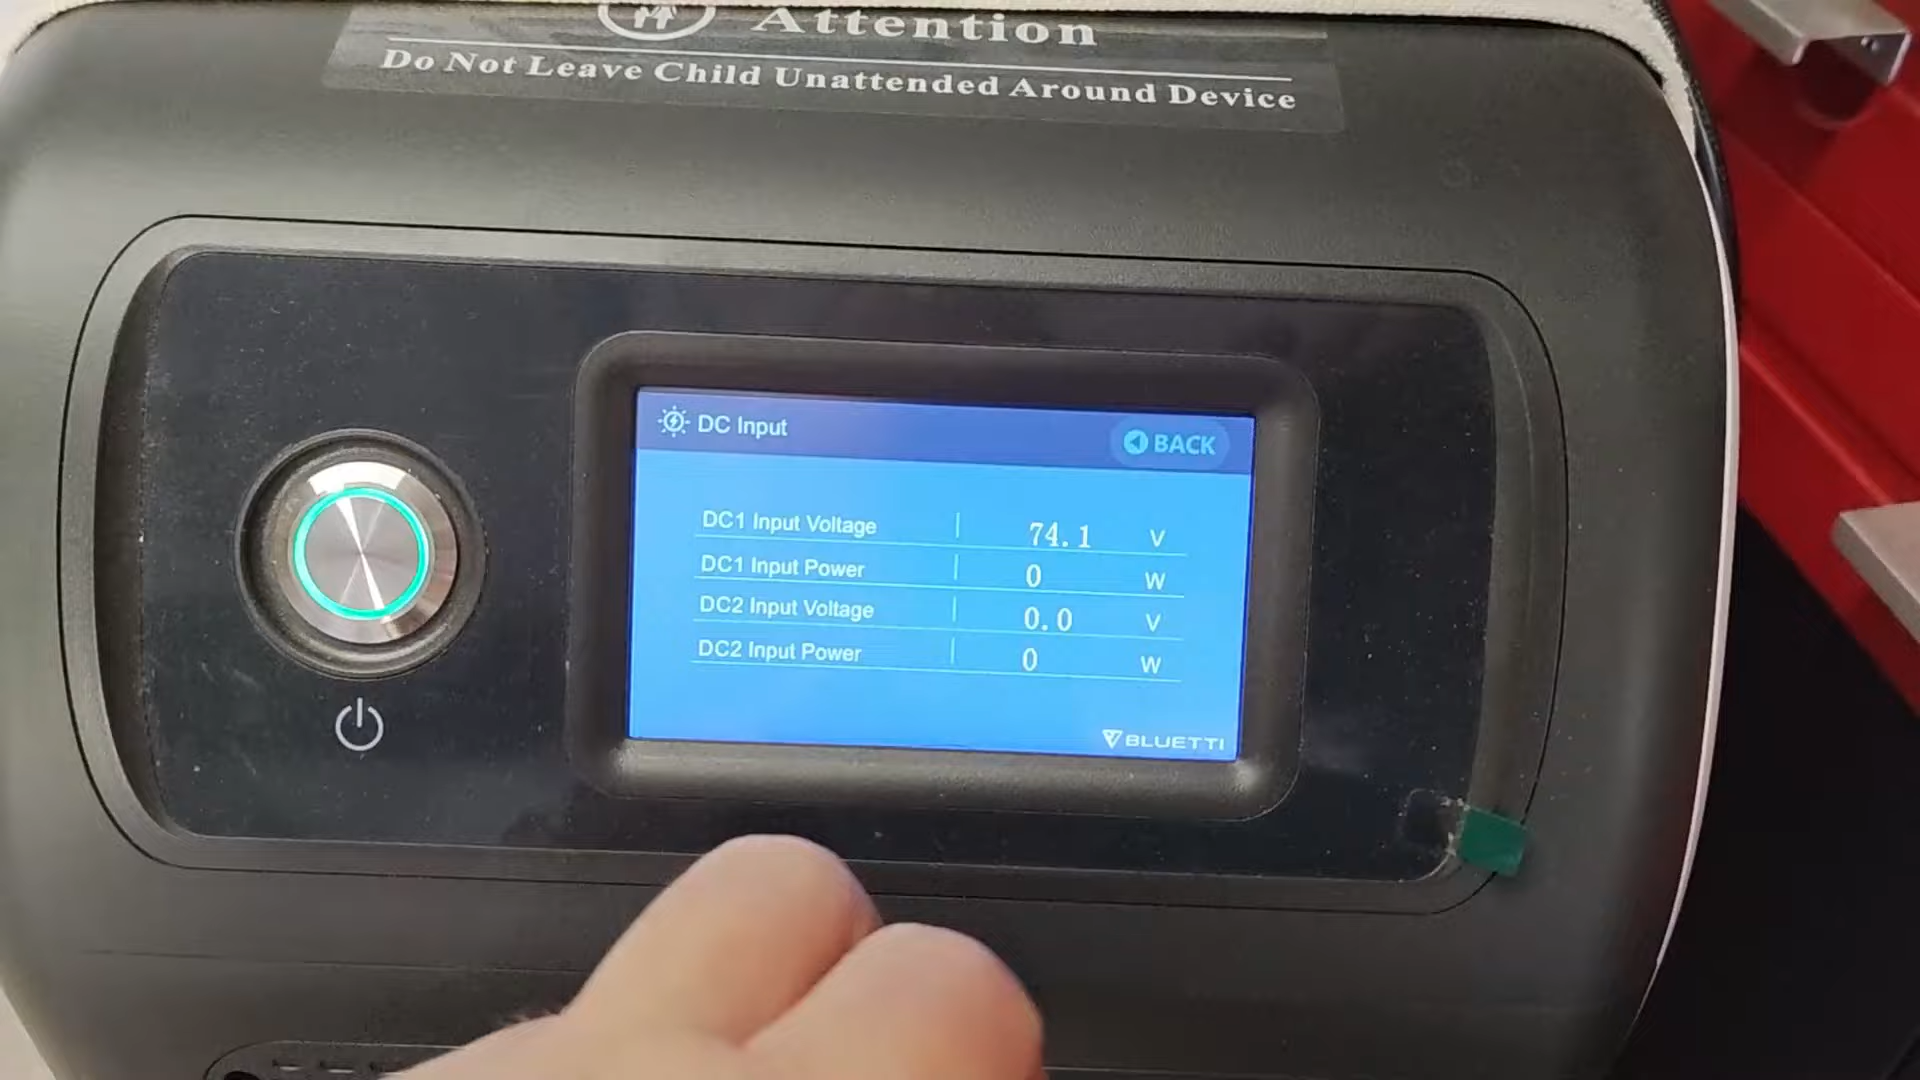 Attention
Do Not Leave Child Unattended Around Device
DC Input
BACK
DC1 Input Voltage 74.1 V
DC1 Input Power 0 W
DC2 Input Voltage 0.0 V
DC2 Input Power 0 W
BLUETTI